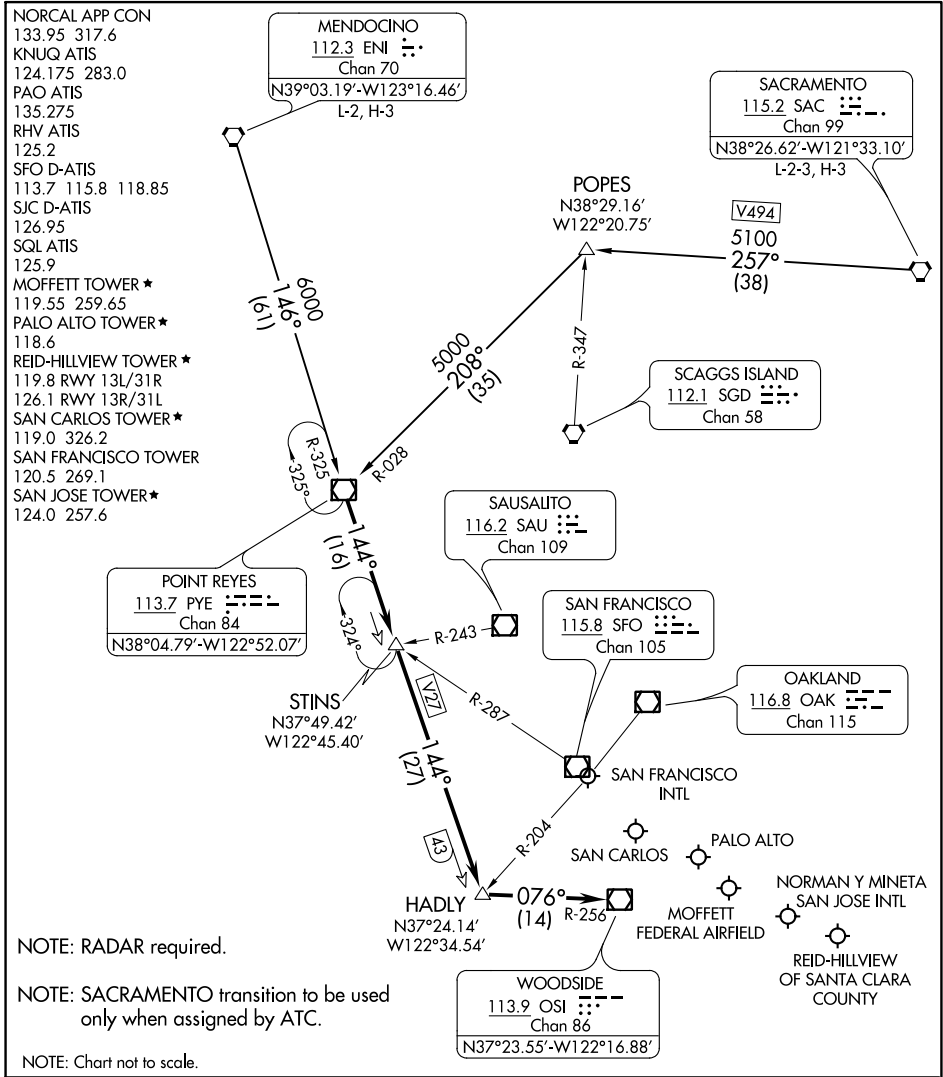 NORCAL APP CON
133.95 317.6
KNUQ ATIS
124.175 283.0
PAO ATIS
135.275
RHV ATIS
125.2
SFO D-ATIS
113.7 115.8 118.85
SJC D-ATIS
126.95
SQL ATIS
125.9
MOFFETT TOWER★
119.55 259.65
PALO ALTO TOWER★
118.6
REID-HILLVIEW TOWER★
119.8 RWY 13L/31R
126.1 RWY 13R/31L
SAN CARLOS TOWER★
119.0 326.2
SAN FRANCISCO TOWER
120.5 269.1
SAN JOSE TOWER★
124.0 257.6
MENDOCINO
112.3 ENI
Chan 70
N39°03.19'-W123°16.46'
L-2, H-3
SACRAMENTO
115.2 SAC
Chan 99
N38°26.62'-W121°33.10'
L-2-3, H-3
POPES
N38°29.16'
W122°20.75'
V494
5100
257°
(38)
6000
146°
(61)
5000
208°
(35)
R-347
SCAGGS ISLAND
112.1 SGD
Chan 58
R-325
325°
R-028
POINT REYES
113.7 PYE
Chan 84
N38°04.79'-W122°52.07'
144°
(16)
SAUSALITO
116.2 SAU
Chan 109
R-243
324°
STINS
N37°49.42'
W122°45.40'
V27
R-287
SAN FRANCISCO
115.8 SFO
Chan 105
OAKLAND
116.8 OAK
Chan 115
144°
(27)
SAN FRANCISCO
INTL
R-204
43
SAN CARLOS
PALO ALTO
HADLY
N37°24.14'
W122°34.54'
076°
(14)
R-256
MOFFETT
FEDERAL AIRFIELD
NORMAN Y MINETA
SAN JOSE INTL
REID-HILLVIEW
OF SANTA CLARA
COUNTY
WOODSIDE
113.9 OSI
Chan 86
N37°23.55'-W122°16.88'
NOTE: RADAR required.
NOTE: SACRAMENTO transition to be used
only when assigned by ATC.
NOTE: Chart not to scale.